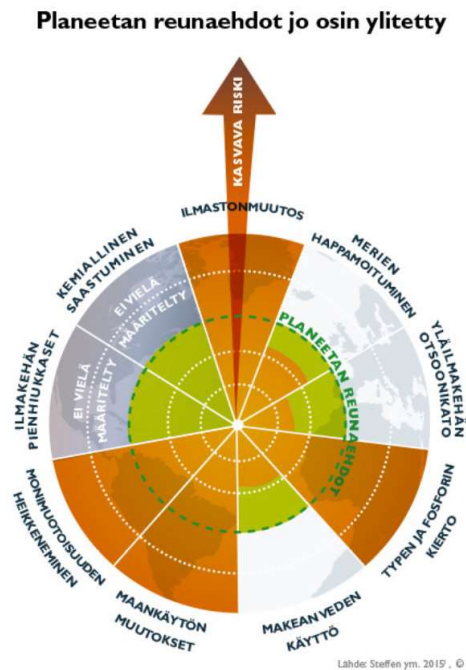 Planeetan reunaehdot jo osin ylitetty
KASVAVA RISKI
ILMASTONMUUTOS
MERIEN
HAPPAMOITUMINEN
YLÄILMAKEHÄN
OTSOONIKATO
TYPEN JA FOSFORIN
KIERTO
MAKEAN VEDEN
KÄYTTÖ
MAANKÄYTÖN
MUUTOKSET
MONIMUOTOISUUDEN
HEIKKENEMINEN
ILMAKEHÄN
PIENHIUKKASET
EI VIELÄ
MÄÄRITELTY
KEMIALLINEN
SAASTUMINEN
EI VIELÄ
MÄÄRITELTY
PLANEETAN REUNAEHDOT
Lähde: Steffen ym. 2015, ©